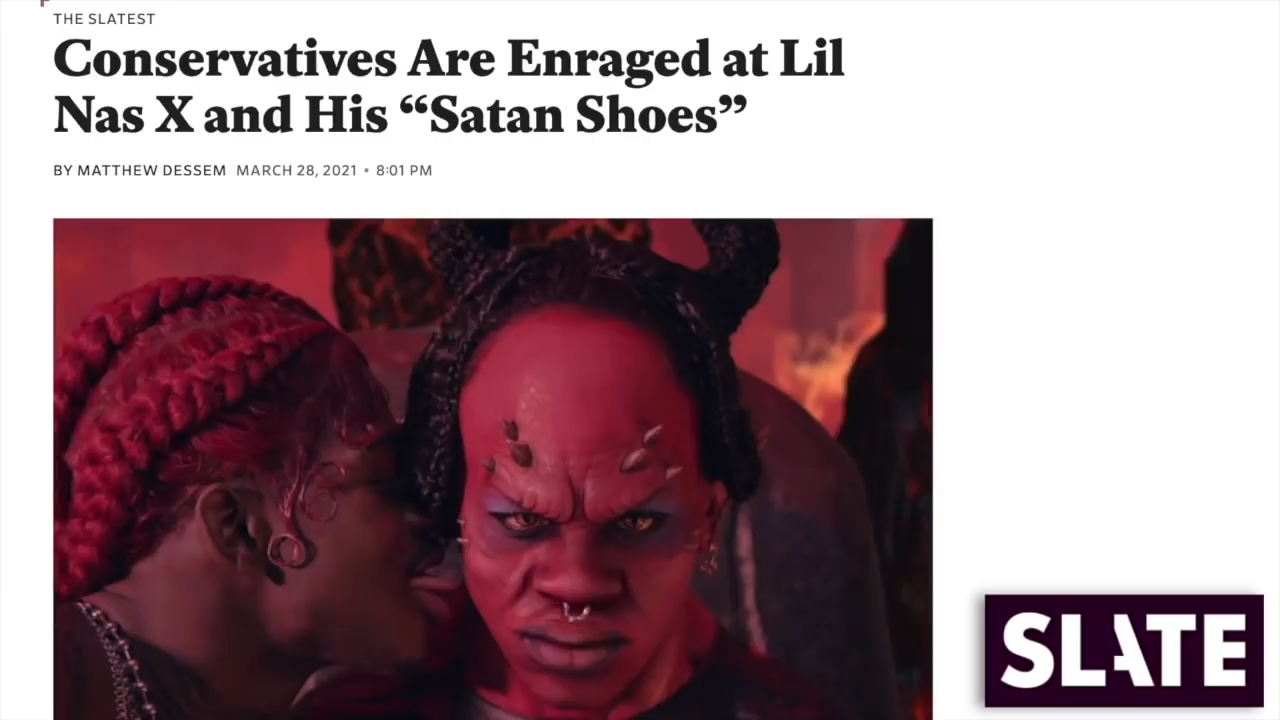 THE SLATEST
Conservatives Are Enraged at Lil
Nas X and His “Satan Shoes”
BY MATTHEW DESSEM MARCH 28, 2021 • 8:01 PM
SLATE